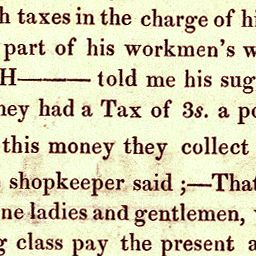 h taxes in the charge of hi
part of his workmen's w
H——— told me his sug
ney had a Tax of 3s. a po
this money they collect
shopkeeper said ;—That
ne ladies and gentlemen,
g class pay the present a